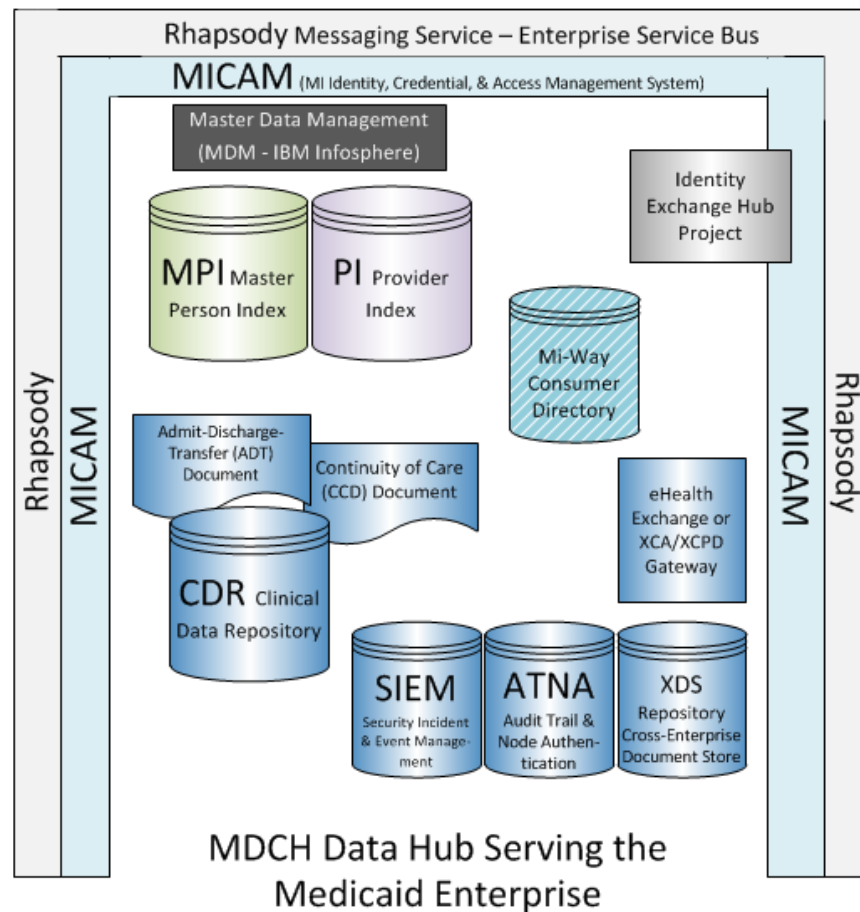 Rhapsody Messaging Service – Enterprise Service Bus
MICAM (MI Identity, Credential, & Access Management System)
Rhapsody
MICAM
Master Data Management
(MDM - IBM Infosphere)
Identity
Exchange Hub
Project
MPI Master
Person Index
PI Provider
Index
Mi-Way
Consumer
Directory
MICAM
Rhapsody
Admit-Discharge-
Transfer (ADT)
Document
Continuity of Care
(CCD) Document
eHealth
Exchange or
XCA/XCPD
Gateway
CDR Clinical
Data Repository
SIEM
Security Incident
& Event Manage-
ment
ATNA
Audit Trail &
Node Authen-
tication
XDS
Repository
Cross-Enterprise
Document Store
MDCH Data Hub Serving the
Medicaid Enterprise